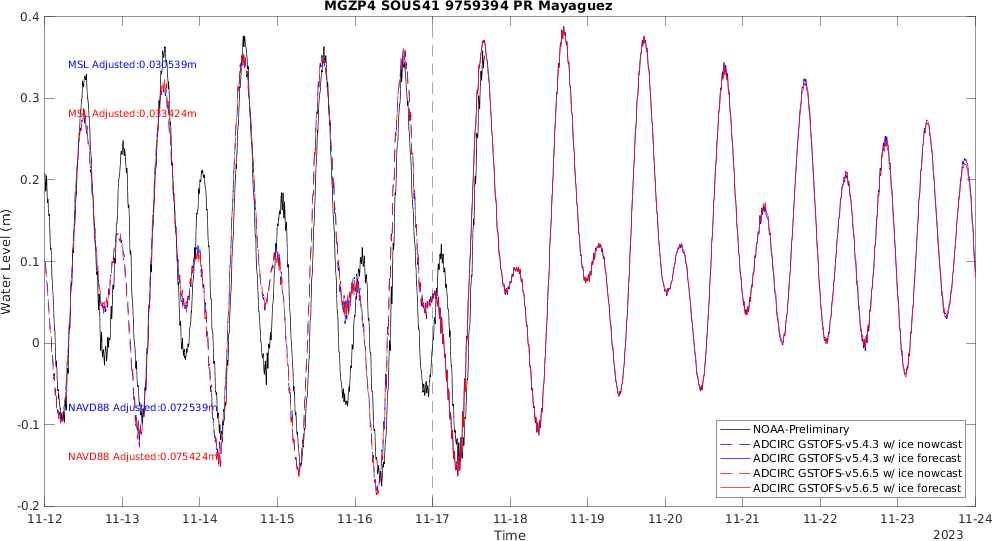 MGZP4 SOUS41 9759394 PR Mayaguez
0.4
0.3
0.2
0.1
0
-0.1
-0.2
Water Level (m)
MSL Adjusted:0.030539m
MSL Adjusted:0.033424m
NAVD88 Adjusted:0.072539m
NAVD88 Adjusted:0.075424m
NOAA-Preliminary
ADCIRC GSTOFS-v5.4.3 w/ ice nowcast
ADCIRC GSTOFS-v5.4.3 w/ ice forecast
ADCIRC GSTOFS-v5.6.5 w/ ice nowcast
ADCIRC GSTOFS-v5.6.5 w/ ice forecast
11-12 11-13 11-14 11-15 11-16 11-17 11-18 11-19 11-20 11-21 11-22 11-23 11-24
Time
2023